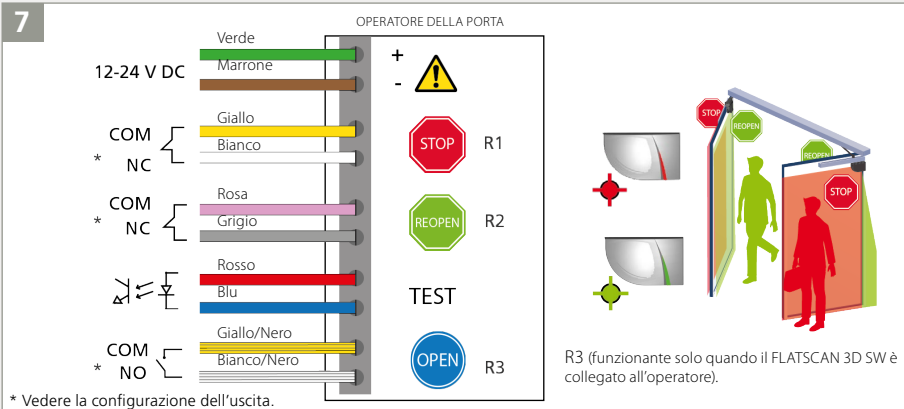 7
OPERATORE DELLA PORTA
12-24 V DC
Verde
Marrone
+
-
COM
* NC
Giallo
Bianco
STOP
R1
COM
* NC
Rosa
Grigio
REOPEN
R2
Rosso
Blu
TEST
COM
* NO
Giallo/Nero
Bianco/Nero
OPEN
R3
* Vedere la configurazione dell'uscita.
STOP
REOPEN
REOPEN
STOP
R3 (funzionante solo quando il FLATSCAN 3D SW è
collegato all'operatore).